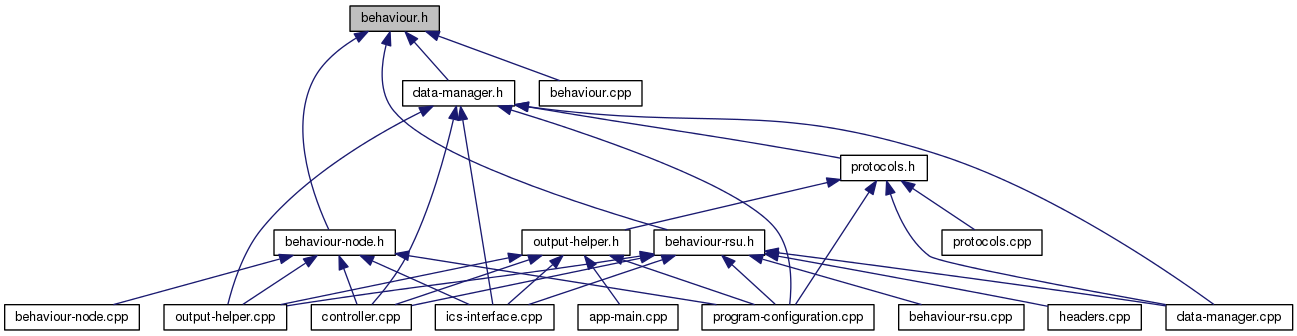 behaviour.h
data-manager.h
behaviour.cpp
protocols.h
behaviour-node.h
output-helper.h
behaviour-rsu.h
protocols.cpp
behaviour-node.cpp
output-helper.cpp
controller.cpp
ics-interface.cpp
app-main.cpp
program-configuration.cpp
behaviour-rsu.cpp
headers.cpp
data-manager.cpp